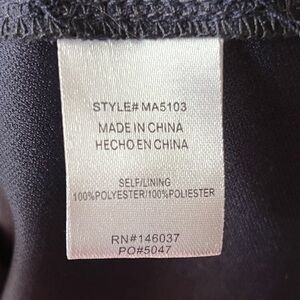 STYLE# MA5103
MADE IN CHINA
HECHO EN CHINA
SELF/LINING
100%POLYESTER/100%POLIESTER
RN#146037
PO#5047